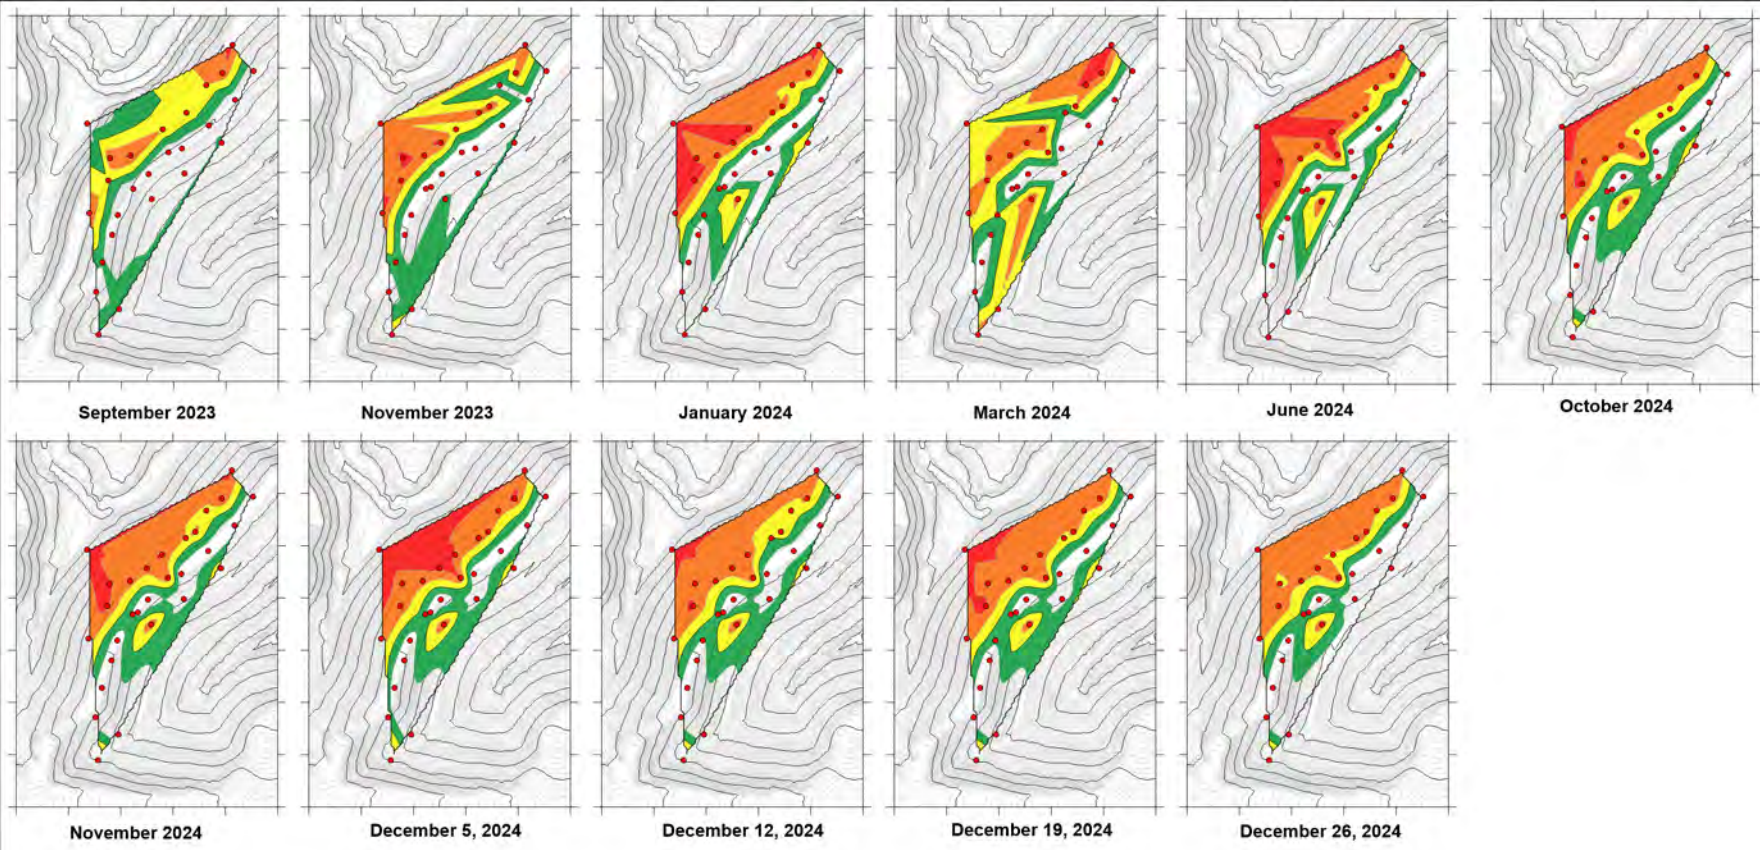 September 2023
November 2023
January 2024
March 2024
June 2024
October 2024
November 2024
December 5, 2024
December 12, 2024
December 19, 2024
December 26, 2024